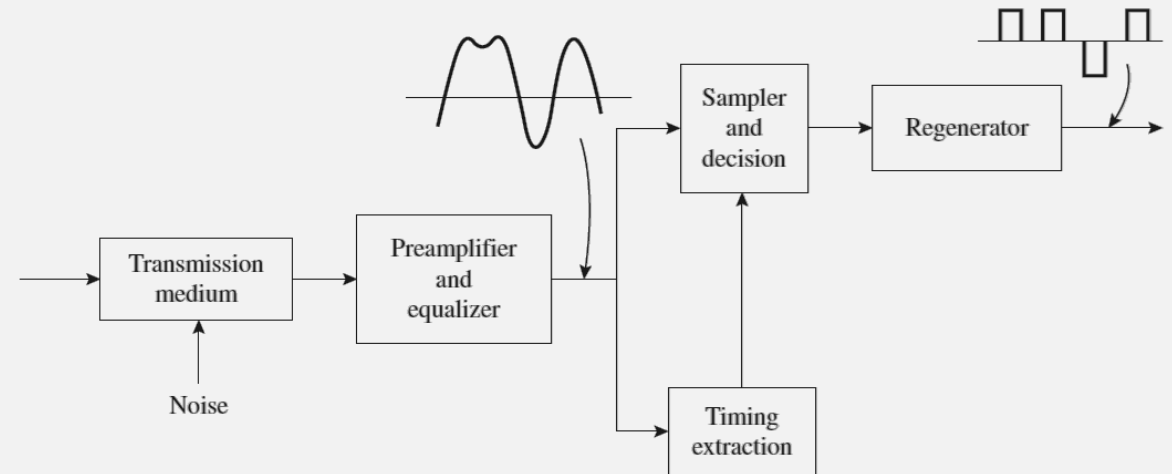 Sampler
and
decision
Regenerator
Transmission
medium
Preamplifier
and
equalizer
Noise
Timing
extraction